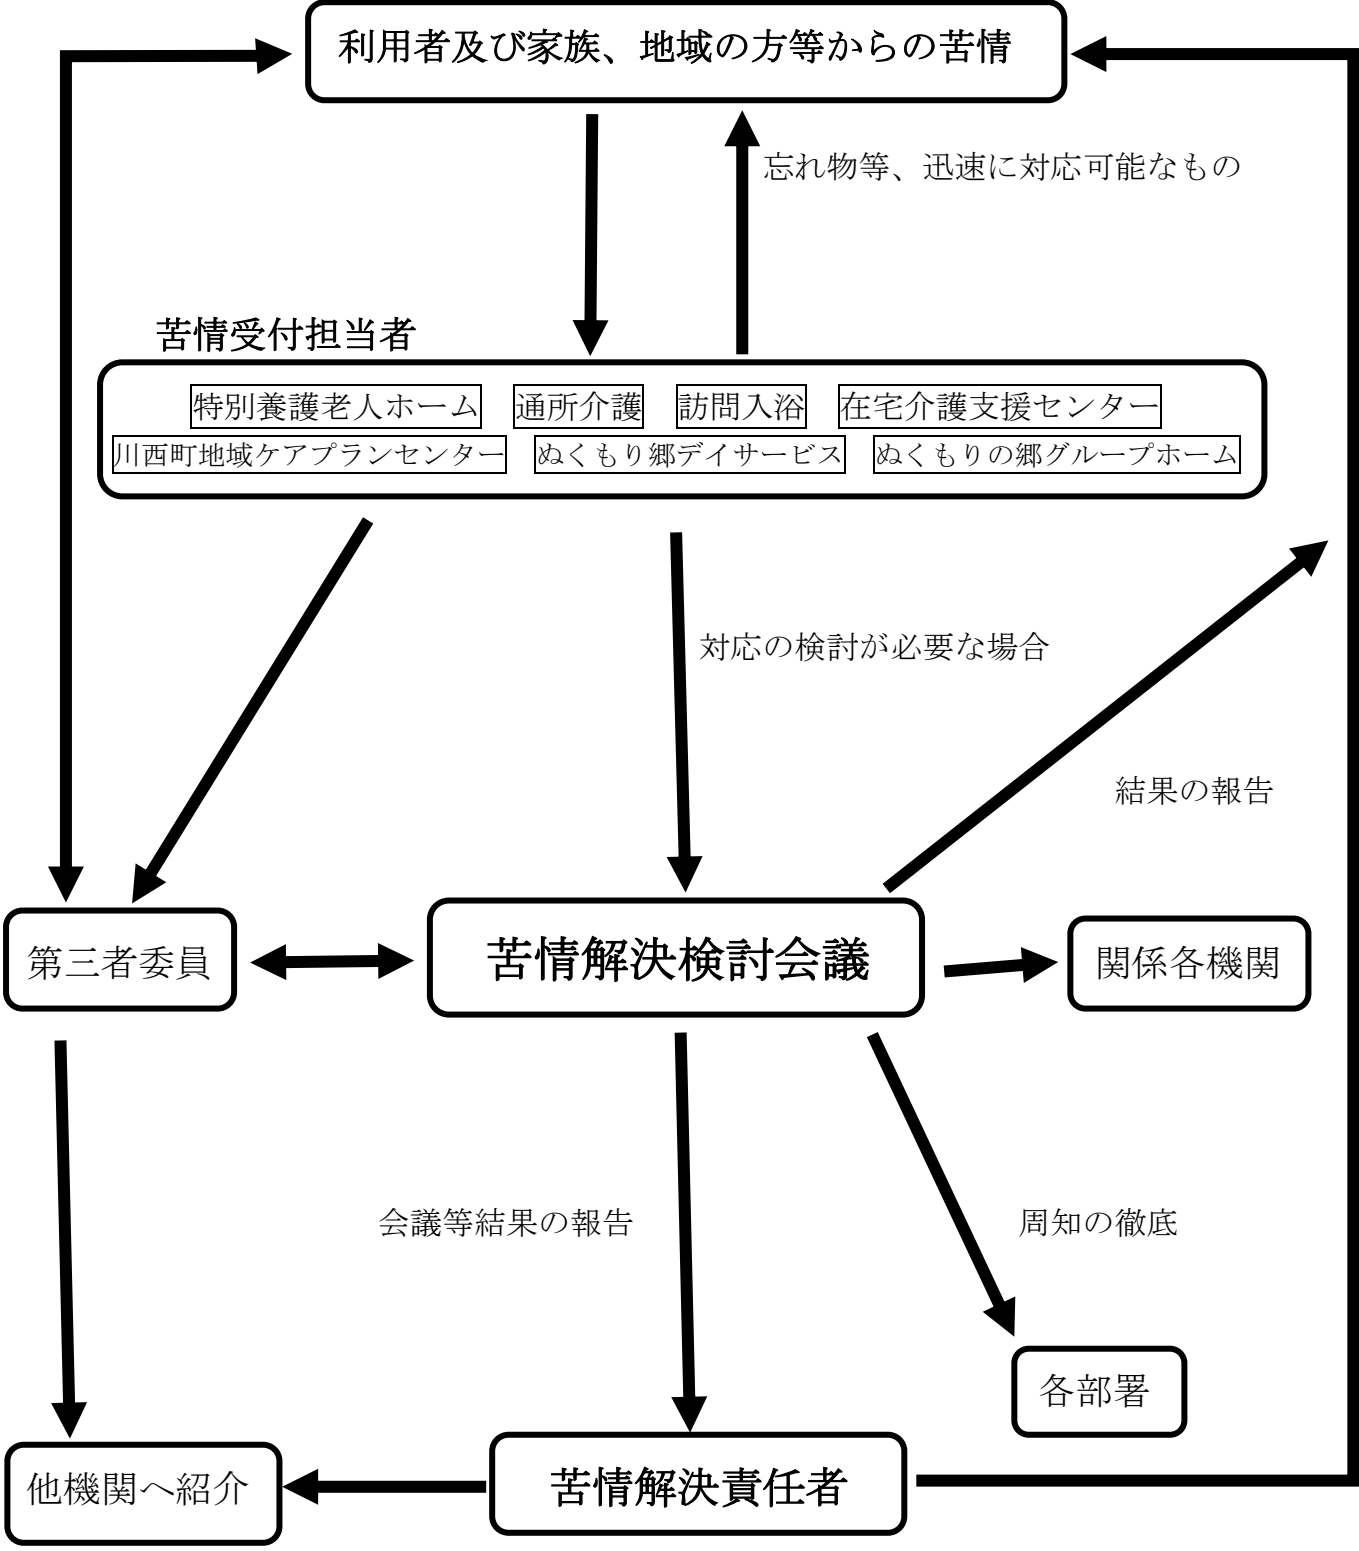 利用者及び家族、地域の方等からの苦情
忘れ物等、迅速に対応可能なもの
苦情受付担当者
特別養護老人ホーム 通所介護 訪問入浴 在宅介護支援センター
川西町地域ケアプランセンター ぬくもり郷デイサービス ぬくもりの郷グループホーム
対応の検討が必要な場合
結果の報告
第三者委員
苦情解決検討会議
関係各機関
会議等結果の報告
周知の徹底
各部署
他機関へ紹介
苦情解決責任者